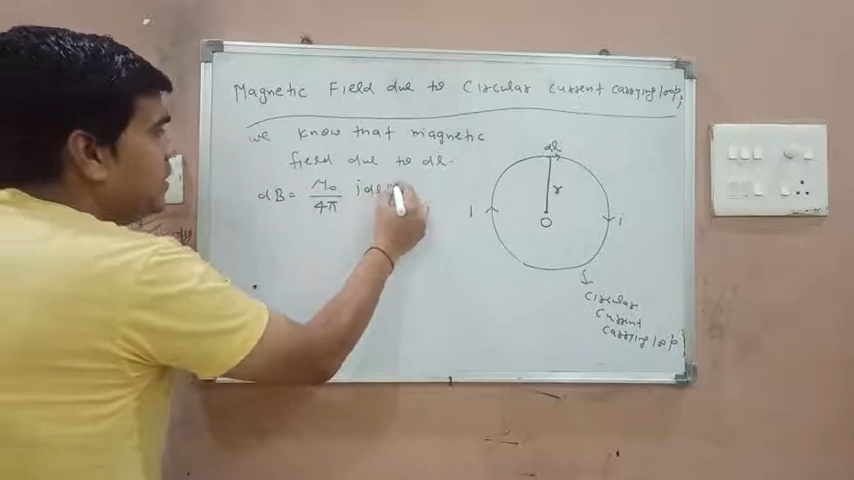 Magnetic Field due to Circular current carrying loop;
we know that magnetic
field due to dl.
dB = μ₀/4π idl
dl
r
O
i
i
Circular
Current
carrying loop